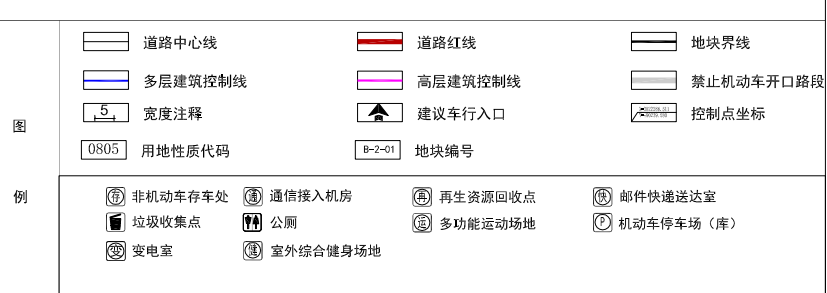 图例
道路中心线 道路红线 地块界线
多层建筑控制线 高层建筑控制线 禁止机动车开口路段
5 宽度注释 建议车行入口 控制点坐标
0805 用地性质代码 B-2-01 地块编号
存 非机动车存车处 通 通信接入机房 再 再生资源回收点 快 邮件快递送达室
垃圾收集点 公厕 运 多功能运动场地 P 机动车停车场（库）
变 变电室 健 室外综合健身场地